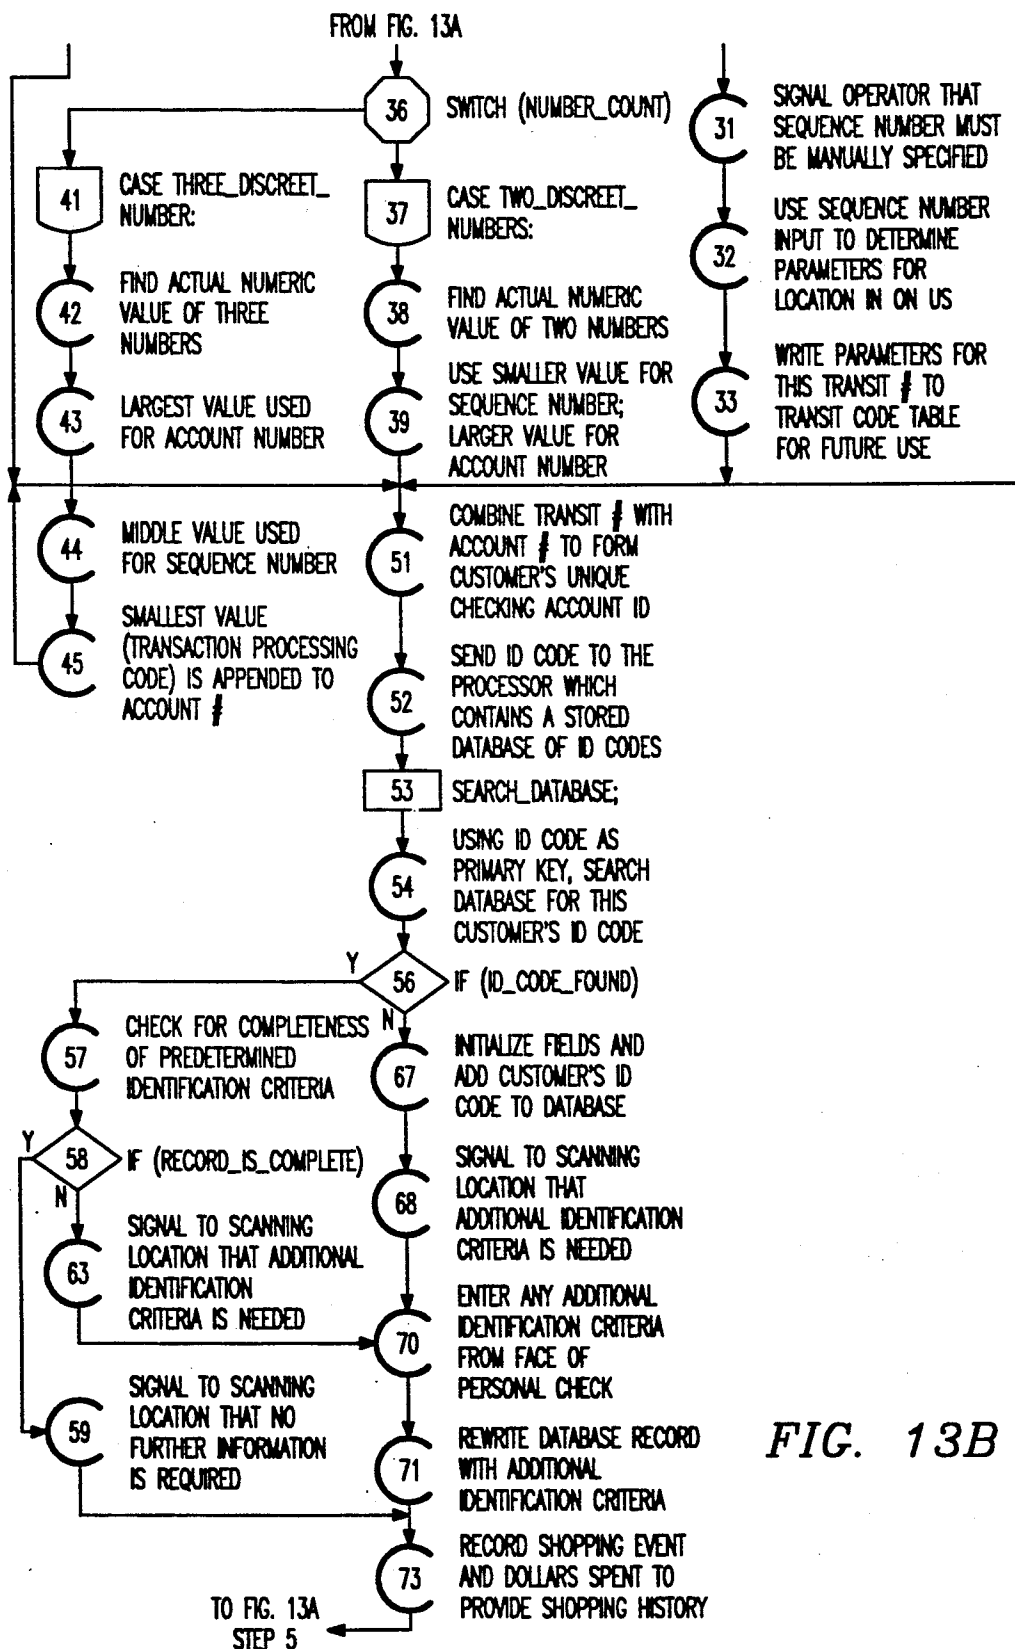 FROM FIG. 13A
36
SWITCH (NUMBER_COUNT)
41
CASE THREE_DISCREET_
NUMBER:
42
FIND ACTUAL NUMERIC
VALUE OF THREE
NUMBERS
43
LARGEST VALUE USED
FOR ACCOUNT NUMBER
44
MIDDLE VALUE USED
FOR SEQUENCE NUMBER
45
SMALLEST VALUE
(TRANSACTION PROCESSING
CODE) IS APPENDED TO
ACCOUNT #
37
CASE TWO_DISCREET_
NUMBERS:
38
FIND ACTUAL NUMERIC
VALUE OF TWO NUMBERS
39
USE SMALLER VALUE FOR
SEQUENCE NUMBER;
LARGER VALUE FOR
ACCOUNT NUMBER
31
SIGNAL OPERATOR THAT
SEQUENCE NUMBER MUST
BE MANUALLY SPECIFIED
32
USE SEQUENCE NUMBER
INPUT TO DETERMINE
PARAMETERS FOR
LOCATION IN ON US
33
WRITE PARAMETERS FOR
THIS TRANSIT # TO
TRANSIT CODE TABLE
FOR FUTURE USE
51
COMBINE TRANSIT # WITH
ACCOUNT # TO FORM
CUSTOMER'S UNIQUE
CHECKING ACCOUNT ID
52
SEND ID CODE TO THE
PROCESSOR WHICH
CONTAINS A STORED
DATABASE OF ID CODES
53
SEARCH_DATABASE;
54
USING ID CODE AS
PRIMARY KEY, SEARCH
DATABASE FOR THIS
CUSTOMER'S ID CODE
Y
56
IF (ID_CODE_FOUND)
N
57
CHECK FOR COMPLETENESS
OF PREDETERMINED
IDENTIFICATION CRITERIA
Y
58
IF (RECORD_IS_COMPLETE)
N
63
SIGNAL TO SCANNING
LOCATION THAT ADDITIONAL
IDENTIFICATION
CRITERIA IS NEEDED
59
SIGNAL TO SCANNING
LOCATION THAT NO
FURTHER INFORMATION
IS REQUIRED
67
INITIALIZE FIELDS AND
ADD CUSTOMER'S ID
CODE TO DATABASE
68
SIGNAL TO SCANNING
LOCATION THAT
ADDITIONAL IDENTIFICATION
CRITERIA IS NEEDED
70
ENTER ANY ADDITIONAL
IDENTIFICATION CRITERIA
FROM FACE OF
PERSONAL CHECK
71
REWRITE DATABASE RECORD
WITH ADDITIONAL
IDENTIFICATION CRITERIA
73
RECORD SHOPPING EVENT
AND DOLLARS SPENT TO
PROVIDE SHOPPING HISTORY
TO FIG. 13A
STEP 5
FIG. 13B